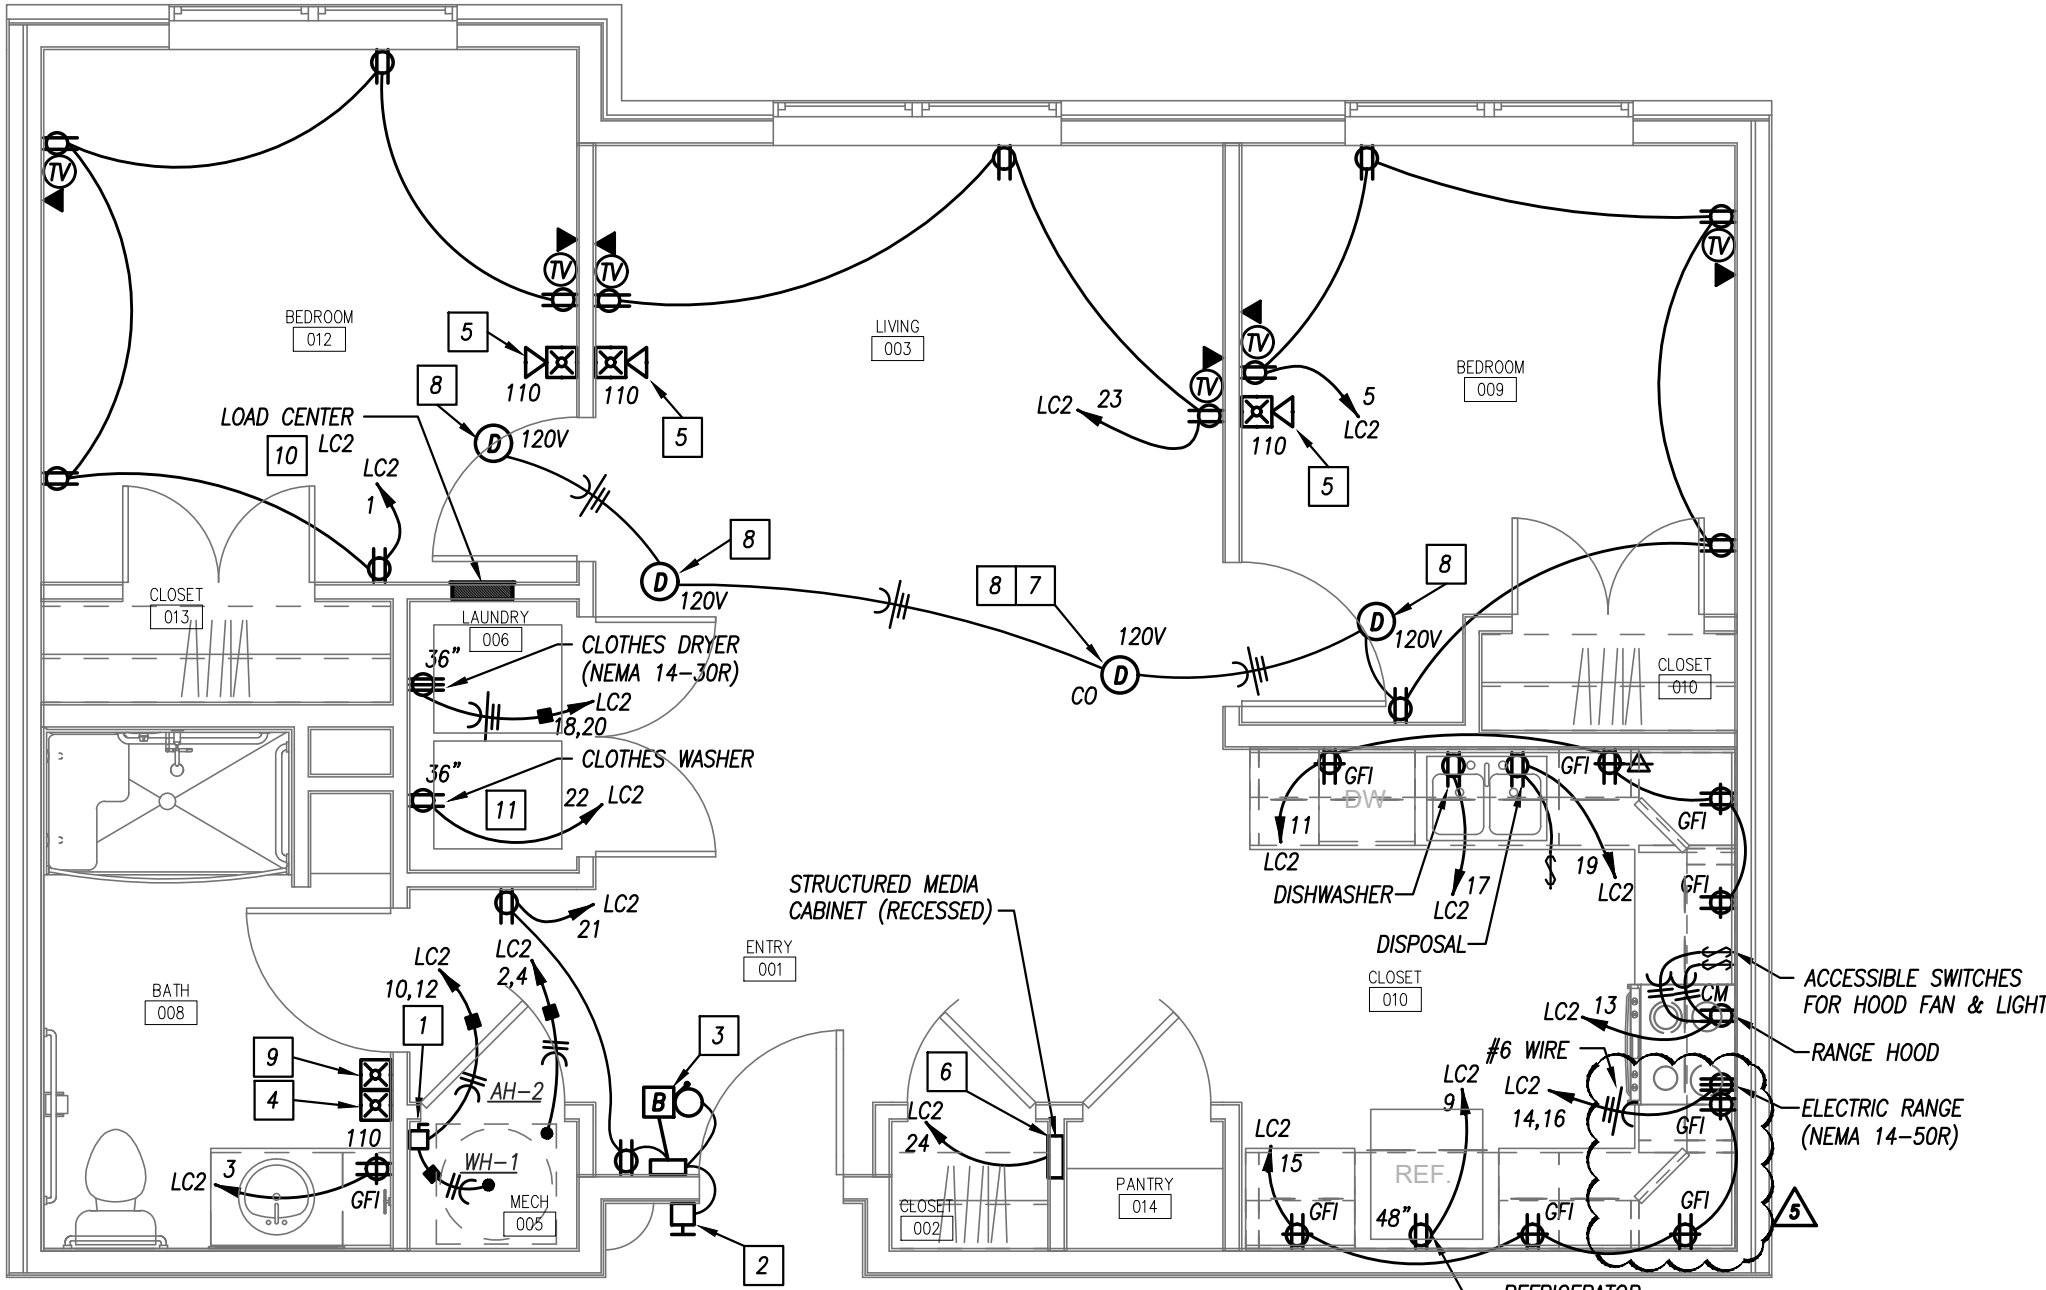 TV
TV
TV
TV
TV
TV
BEDROOM
012
LIVING
003
BEDROOM
009
5
110
110
5
8
LOAD CENTER
LC2
10
D
120V
LC2
1
LC2
23
5
LC2
110
5
8
D
120V
8
7
120V
D
CO
8
D
120V
CLOSET
013
LAUNDRY
006
36"
CLOTHES DRYER
(NEMA 14-30R)
LC2
18,20
CLOSET
010
36"
CLOTHES WASHER
11
22
LC2
GFI
DW
GFI
GFI
GFI
11
LC2
DISHWASHER
17
LC2
19
LC2
DISPOSAL
STRUCTURED MEDIA
CABINET (RECESSED)
LC2
21
LC2
10,12
LC2
2,4
ENTRY
001
CLOSET
010
BATH
008
ACCESSIBLE SWITCHES
FOR HOOD FAN & LIGHT
CM
LC2
13
RANGE HOOD
1
3
9
4
110
B
AH-2
6
#6 WIRE
LC2
14,16
ELECTRIC RANGE
(NEMA 14-50R)
GFI
LC2
9
LC2
24
LC2
15
LC2
3
GFI
WH-1
MECH
005
PANTRY
014
CLOSET
002
REF.
48"
GFI
GFI
GFI
5
2
REFRIGERATOR